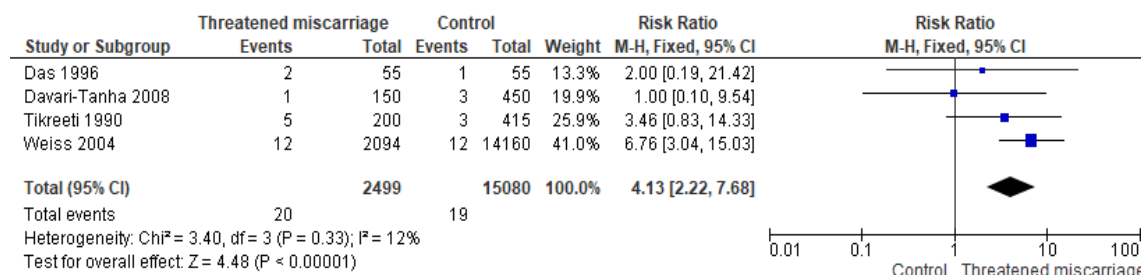 Threatened miscarriage Control Risk Ratio Risk Ratio
Study or Subgroup Events Total Events Total Weight M-H, Fixed, 95% CI M-H, Fixed, 95% CI
Das 1996 2 55 1 55 13.3% 2.00 [0.19, 21.42]
Davari-Tanha 2008 1 150 3 450 19.9% 1.00 [0.10, 9.54]
Tikreeti 1990 5 200 3 415 25.9% 3.46 [0.83, 14.33]
Weiss 2004 12 2094 12 14160 41.0% 6.76 [3.04, 15.03]
Total (95% CI) 2499 15080 100.0% 4.13 [2.22, 7.68]
Total events 20 19
Heterogeneity: Chi² = 3.40, df = 3 (P = 0.33); I² = 12%
Test for overall effect: Z = 4.48 (P < 0.00001)
0.01 0.1 1 10 100
Control Threatened miscarriage